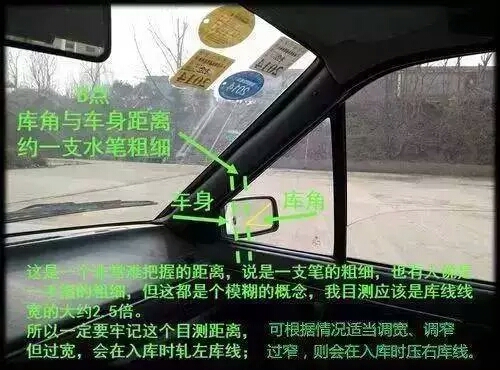 B点
库角与车身距离
约一支水笔粗细
2014
2014
2014
车身
库角
这是一个非常难把握的距离，说是一支笔的粗细，也有人说是
一手指的粗细，但这都是个模糊的概念，我目测应该是库线线
宽的大约2.5倍。
所以一定要牢记这个目测距离，
可根据情况适当调宽、调窄
但过宽，会在入库时轧左库线；
过窄，则会在入库时压右库线。